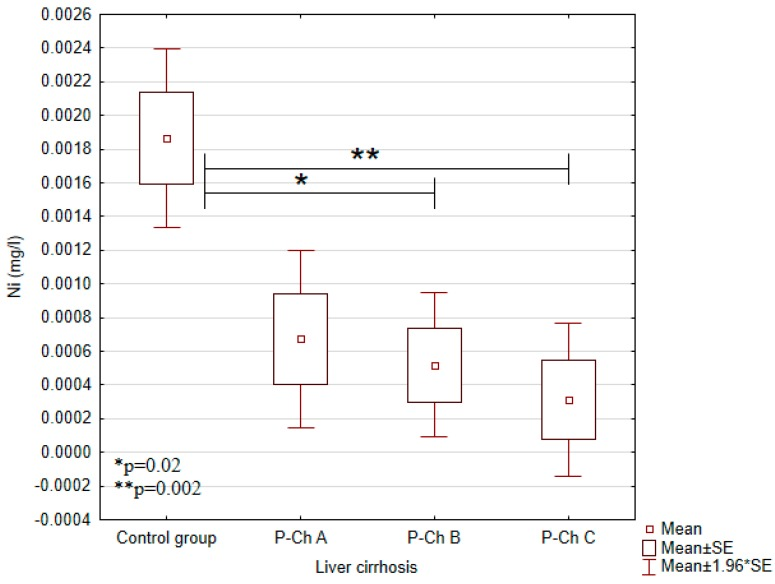 0.0026
0.0024
0.0022
0.0020
0.0018
0.0016
0.0014
0.0012
0.0010
0.0008
0.0006
0.0004
0.0002
0.0000
-0.0002
-0.0004
Ni (mg/l)
**
*
*p=0.02
**p=0.002
Control group P-Ch A P-Ch B P-Ch C
Liver cirrhosis
Mean
Mean±SE
Mean±1.96*SE